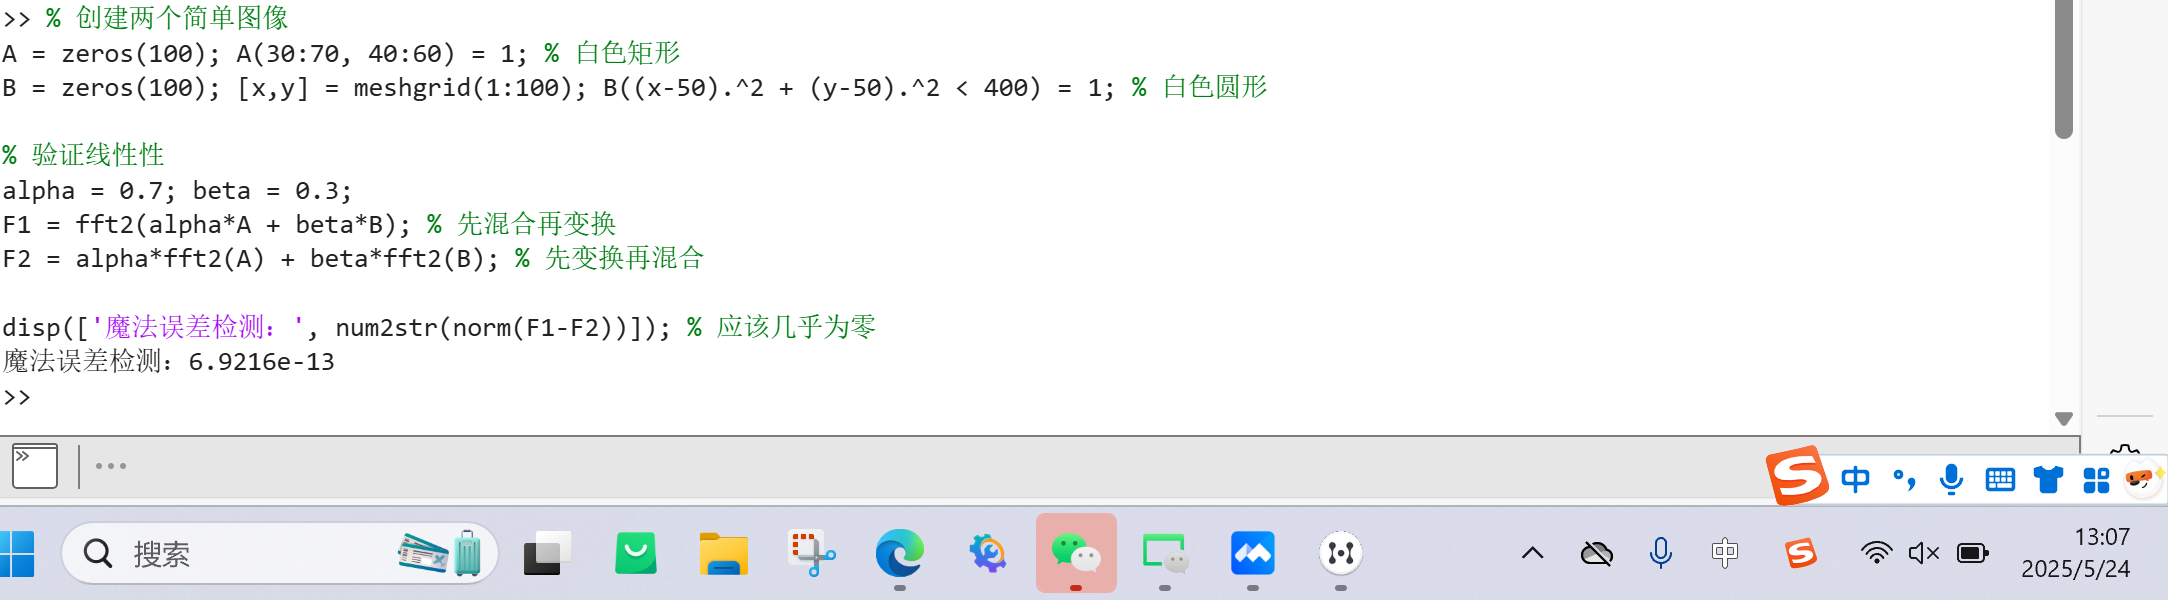 >> % 创建两个简单图像
A = zeros(100); A(30:70, 40:60) = 1; % 白色矩形
B = zeros(100); [x,y] = meshgrid(1:100); B((x-50).^2 + (y-50).^2 < 400) = 1; % 白色圆形
% 验证线性性
alpha = 0.7; beta = 0.3;
F1 = fft2(alpha*A + beta*B); % 先混合再变换
F2 = alpha*fft2(A) + beta*fft2(B); % 先变换再混合
disp(['魔法误差检测：', num2str(norm(F1-F2))]); % 应该几乎为零
魔法误差检测：6.9216e-13
>>
中
搜索
中
13:07
2025/5/24